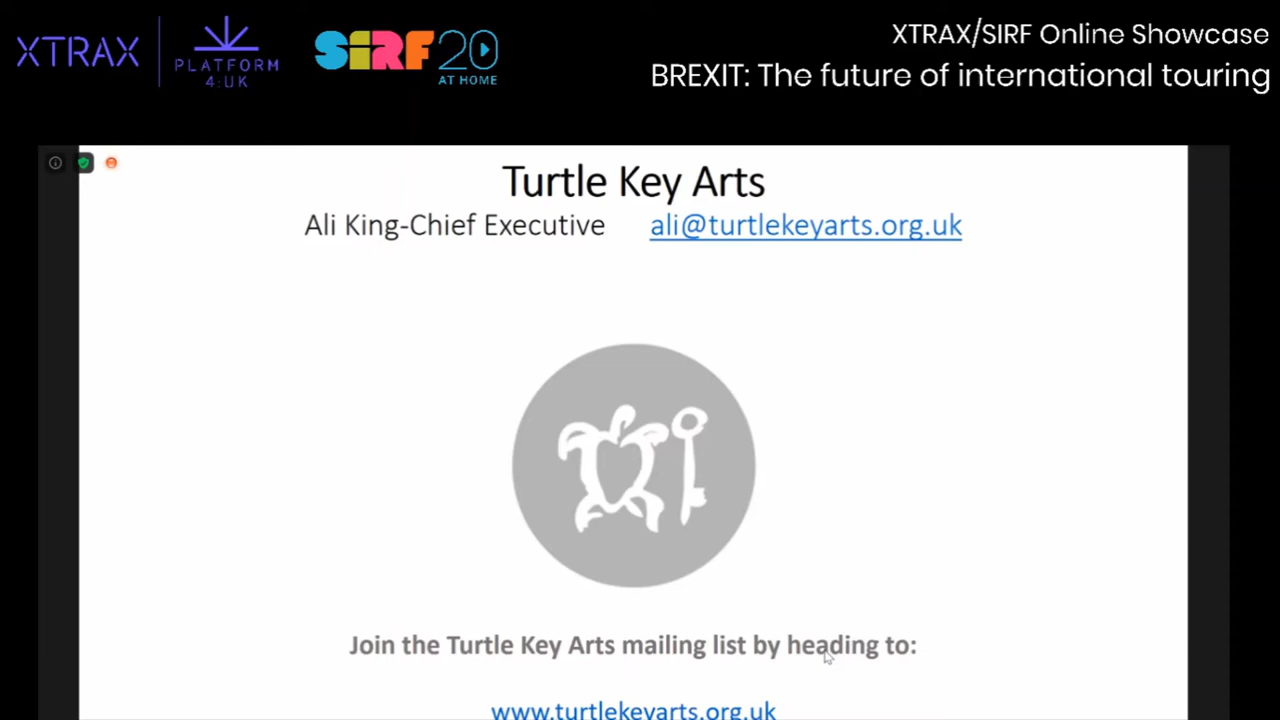 XTRAX
PLATFORM
4:UK
SIRF20
AT HOME
XTRAX/SIRF Online Showcase
BREXIT: The future of international touring
Turtle Key Arts
Ali King-Chief Executive ali@turtlekeyarts.org.uk
Join the Turtle Key Arts mailing list by heading to:
www.turtlekeyarts.org.uk